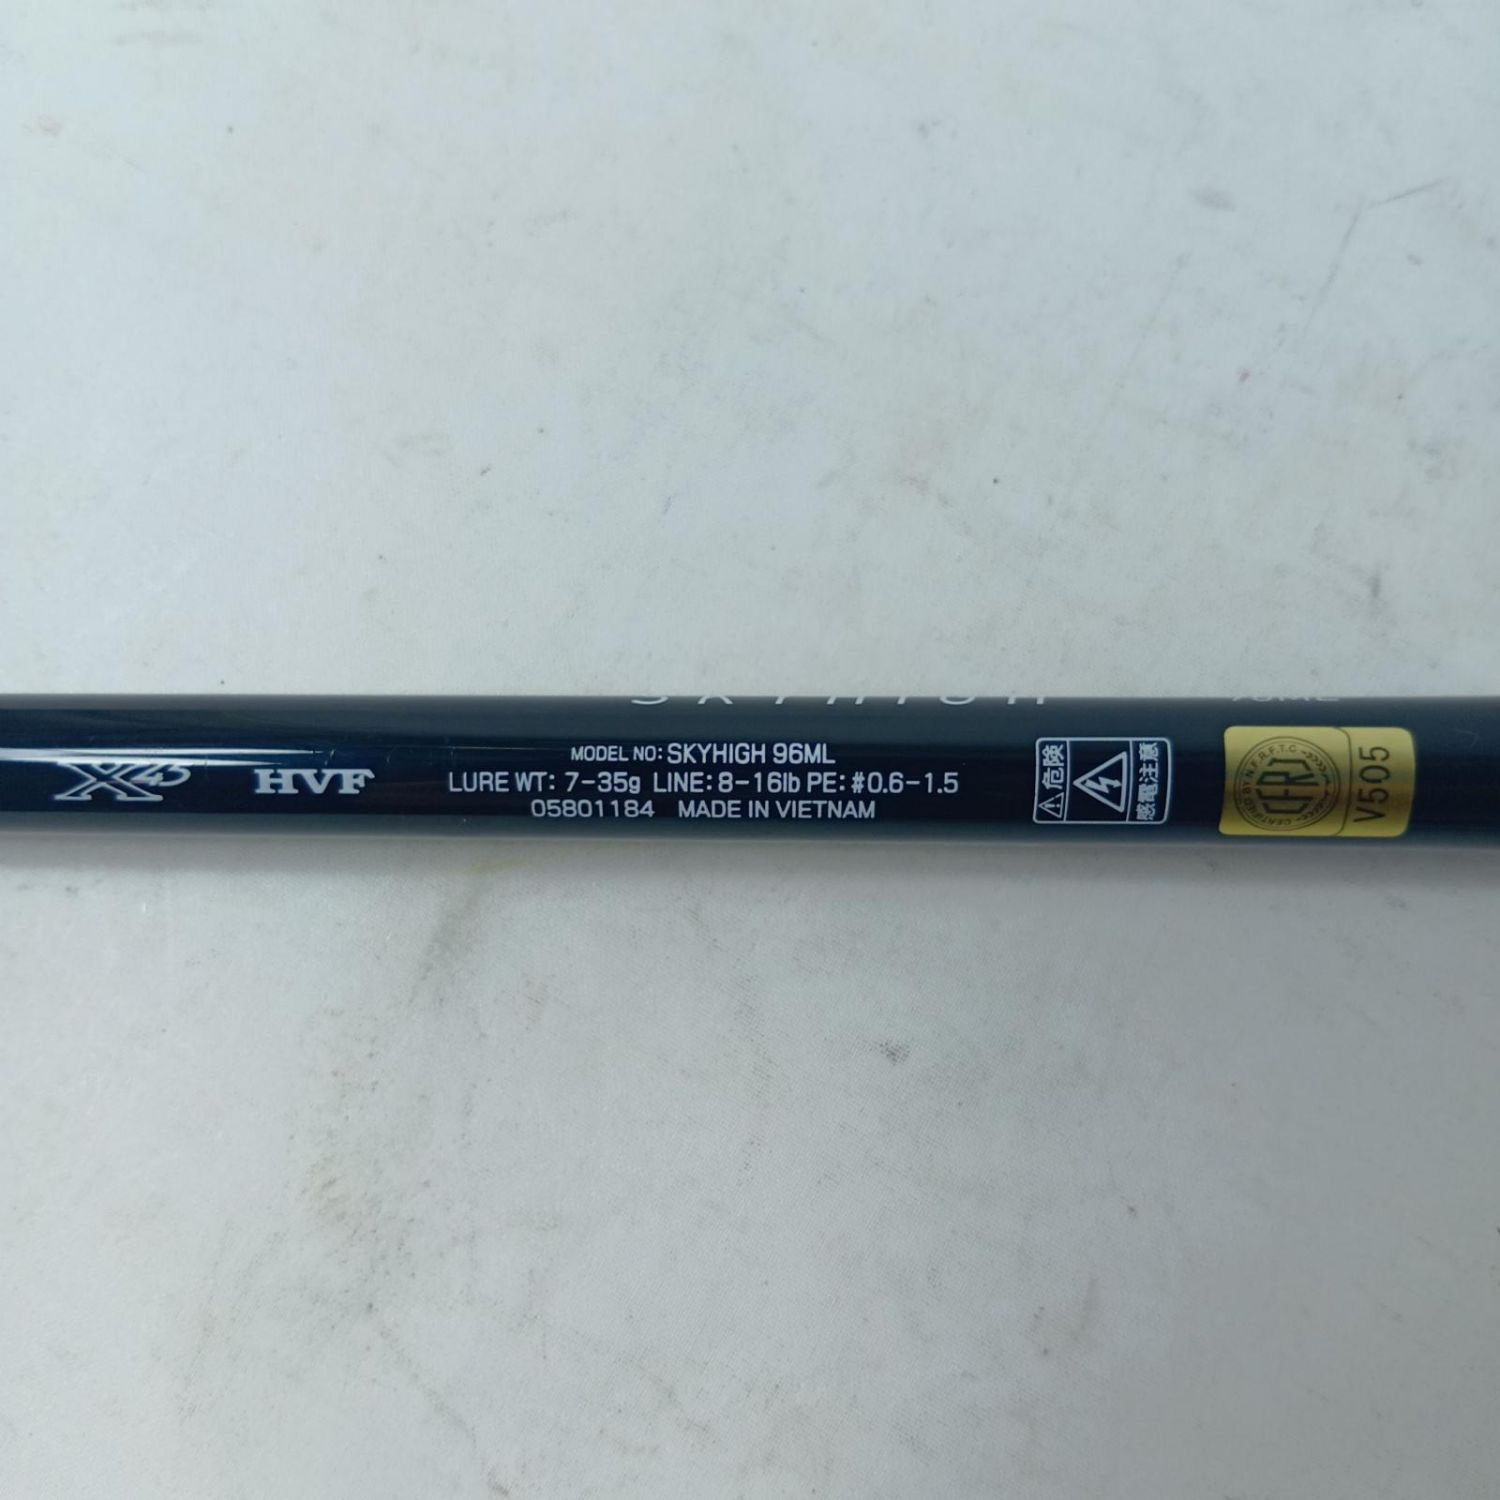 SKYHIGH
X45 HVF
MODEL NO: SKYHIGH 96ML
LURE WT: 7-35g LINE: 8-16lb PE: #0.6-1.5
05801184 MADE IN VIETNAM
危険
感電注意
V505